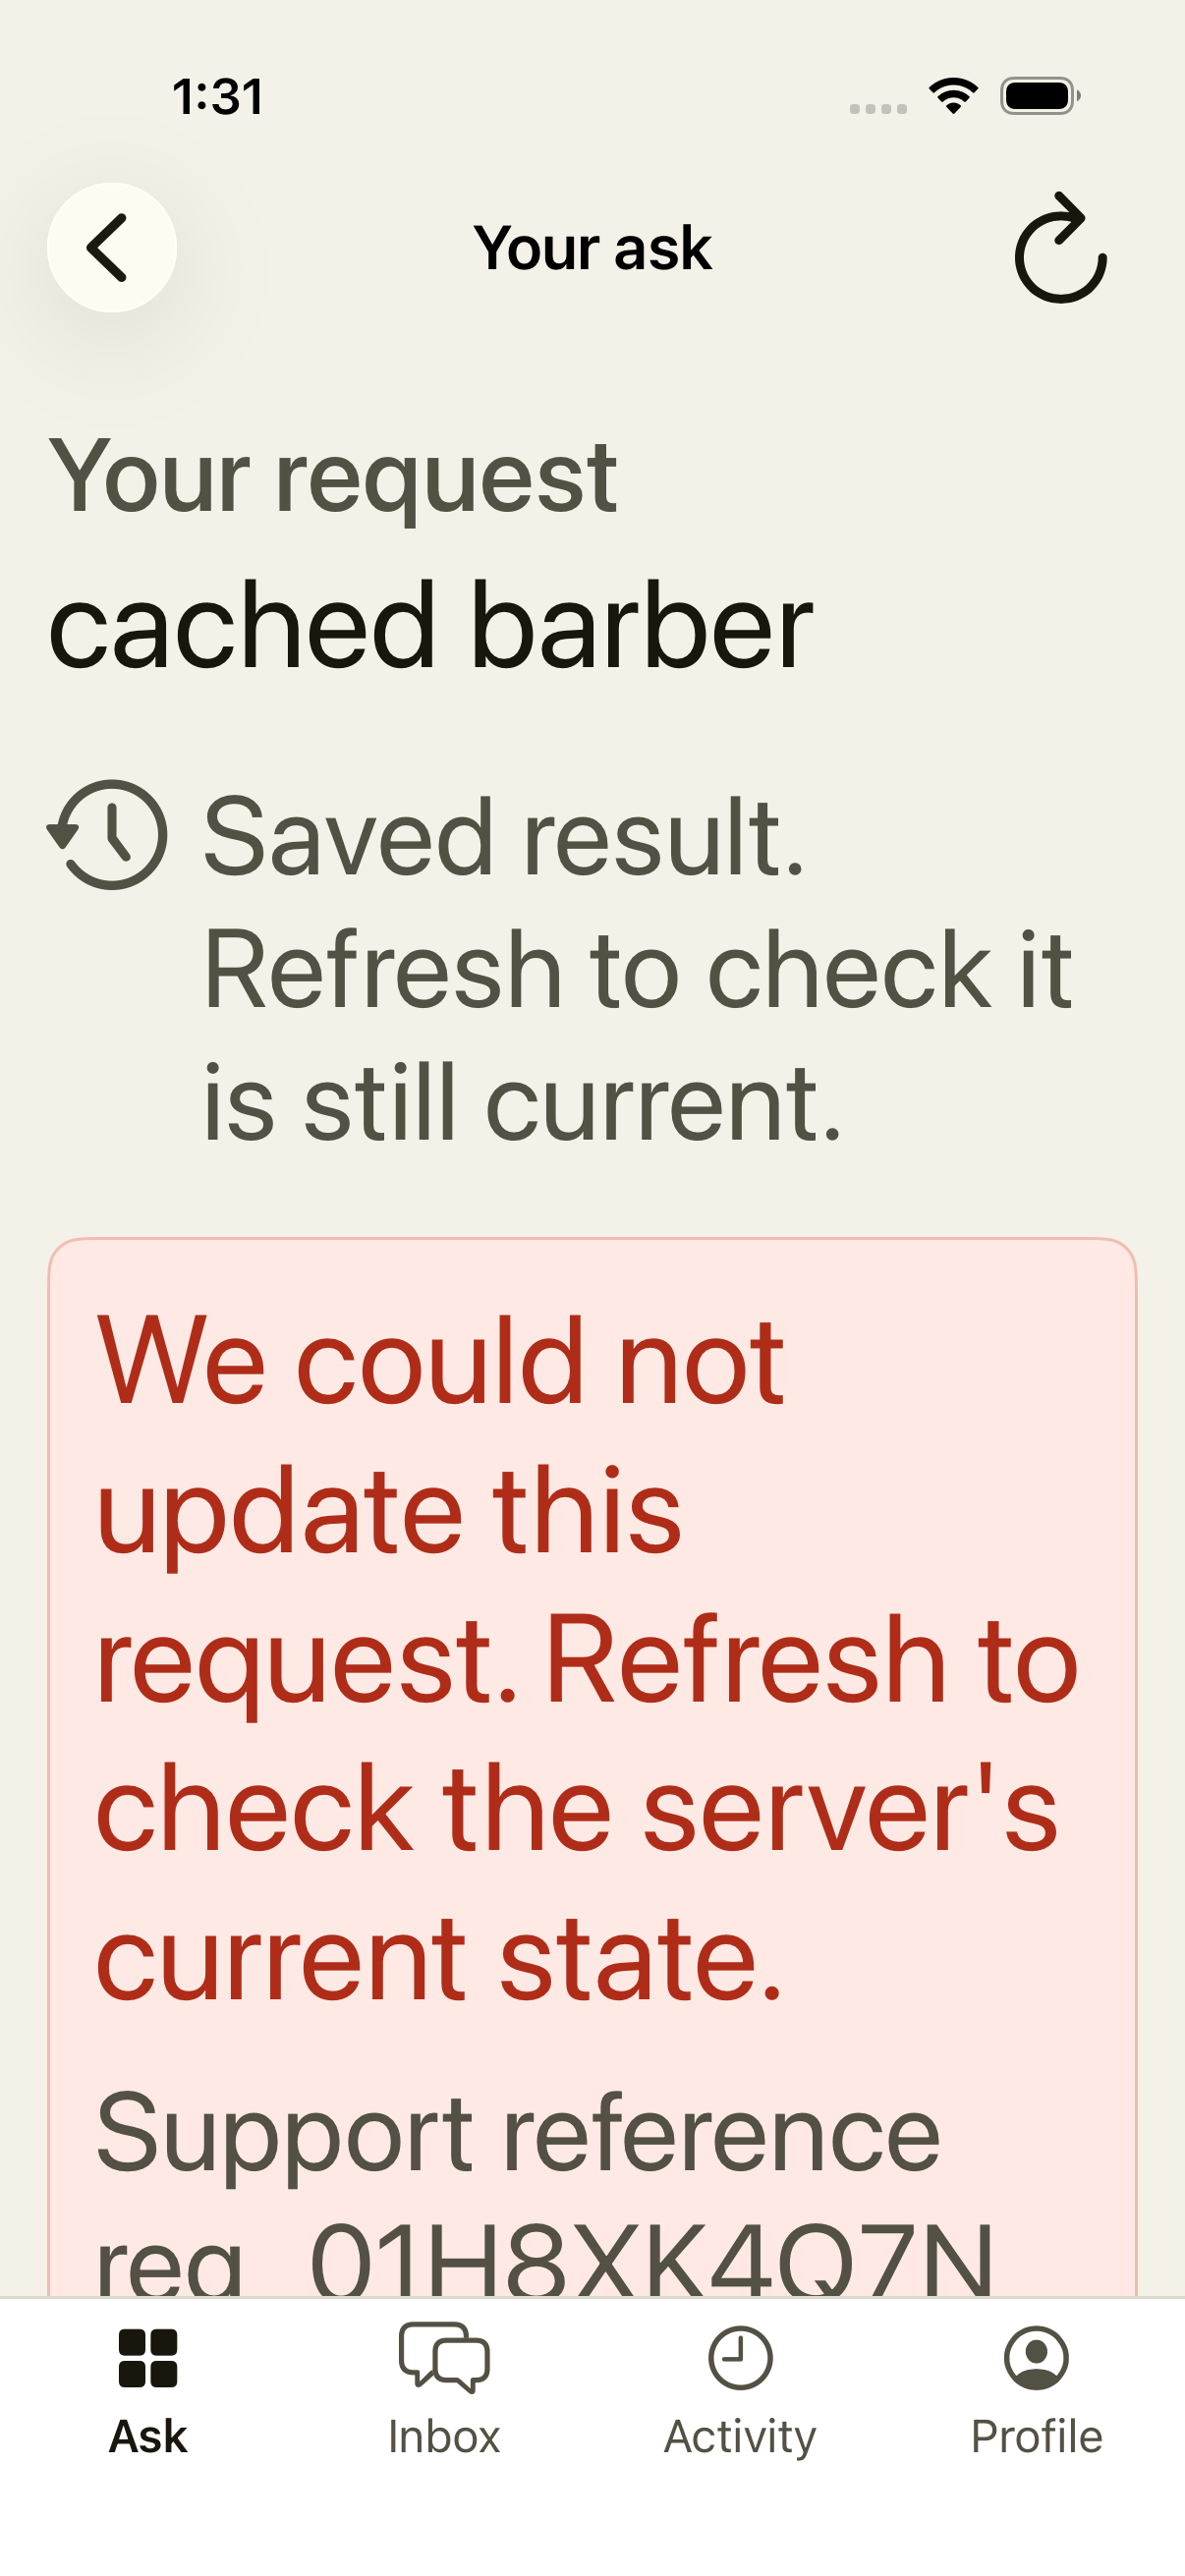 1:31
Your ask
Your request
cached barber
Saved result.
Refresh to check it
is still current.
We could not
update this
request. Refresh to
check the server's
current state.
Support reference
req_01H8XK4Q7N
Ask
Inbox
Activity
Profile